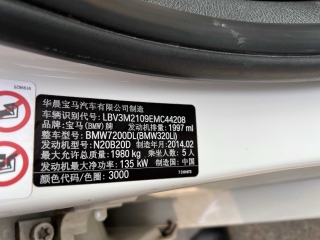 华晨宝马汽车有限公司制造
车辆识别代号: LBV3M2109EMC44208
品牌: 宝马(BMW)牌 发动机排量: 1997 ml
整车型号: BMW7200DL(BMW320Li)
发动机型号: N20B20D 制造年月: 2014.02
最大允许总质量: 1980 kg 乘坐人数: 5 人
发动机最大净功率: 135 kW 制造国: 中国
颜色代号/色图: 3000